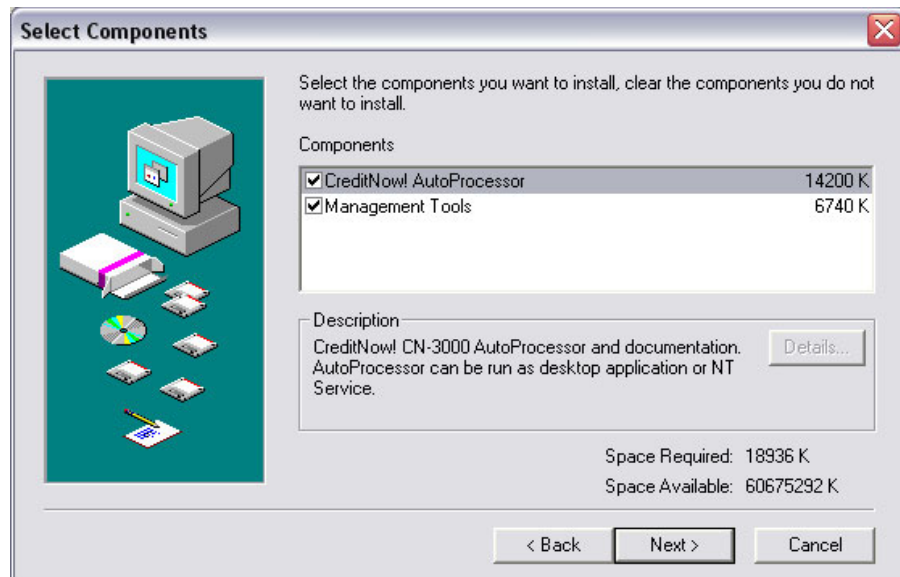 Select Components
Select the components you want to install, clear the components you do not
want to install.
Components
CreditNow! AutoProcessor 14200 K
Management Tools 6740 K
Description
CreditNow! CN-3000 AutoProcessor and documentation.
AutoProcessor can be run as desktop application or NT
Service.
Details...
Space Required: 18936 K
Space Available: 60675292 K
< Back Next > Cancel